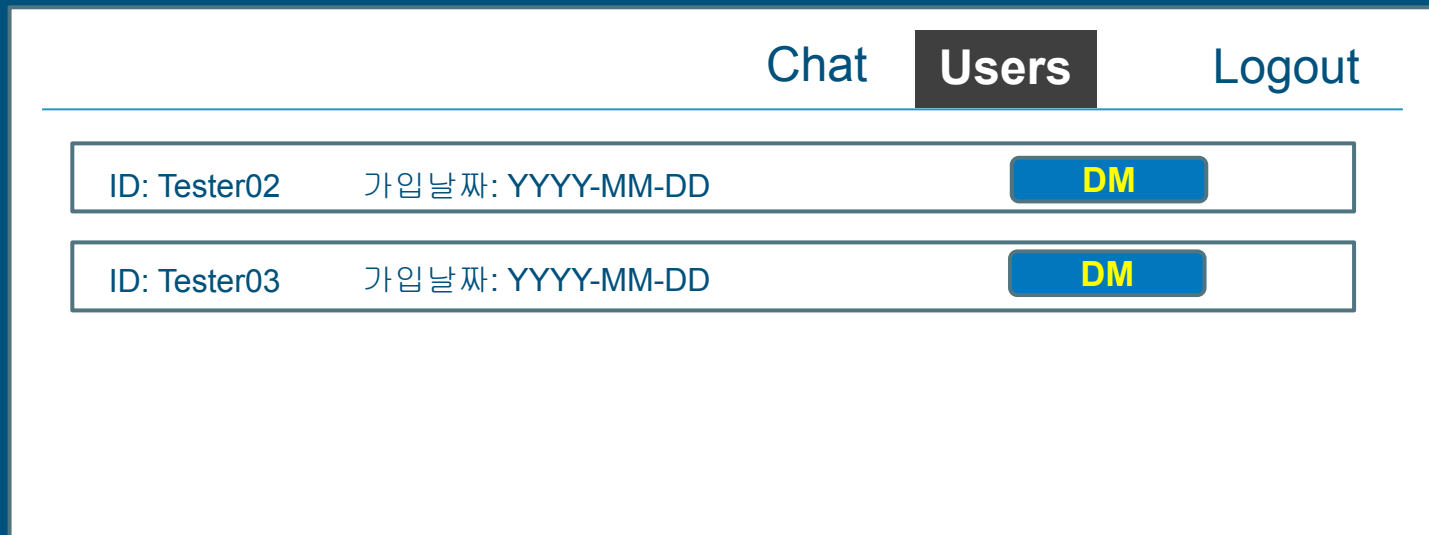 Chat Users Logout
ID: Tester02 가입날짜: YYYY-MM-DD DM
ID: Tester03 가입날짜: YYYY-MM-DD DM